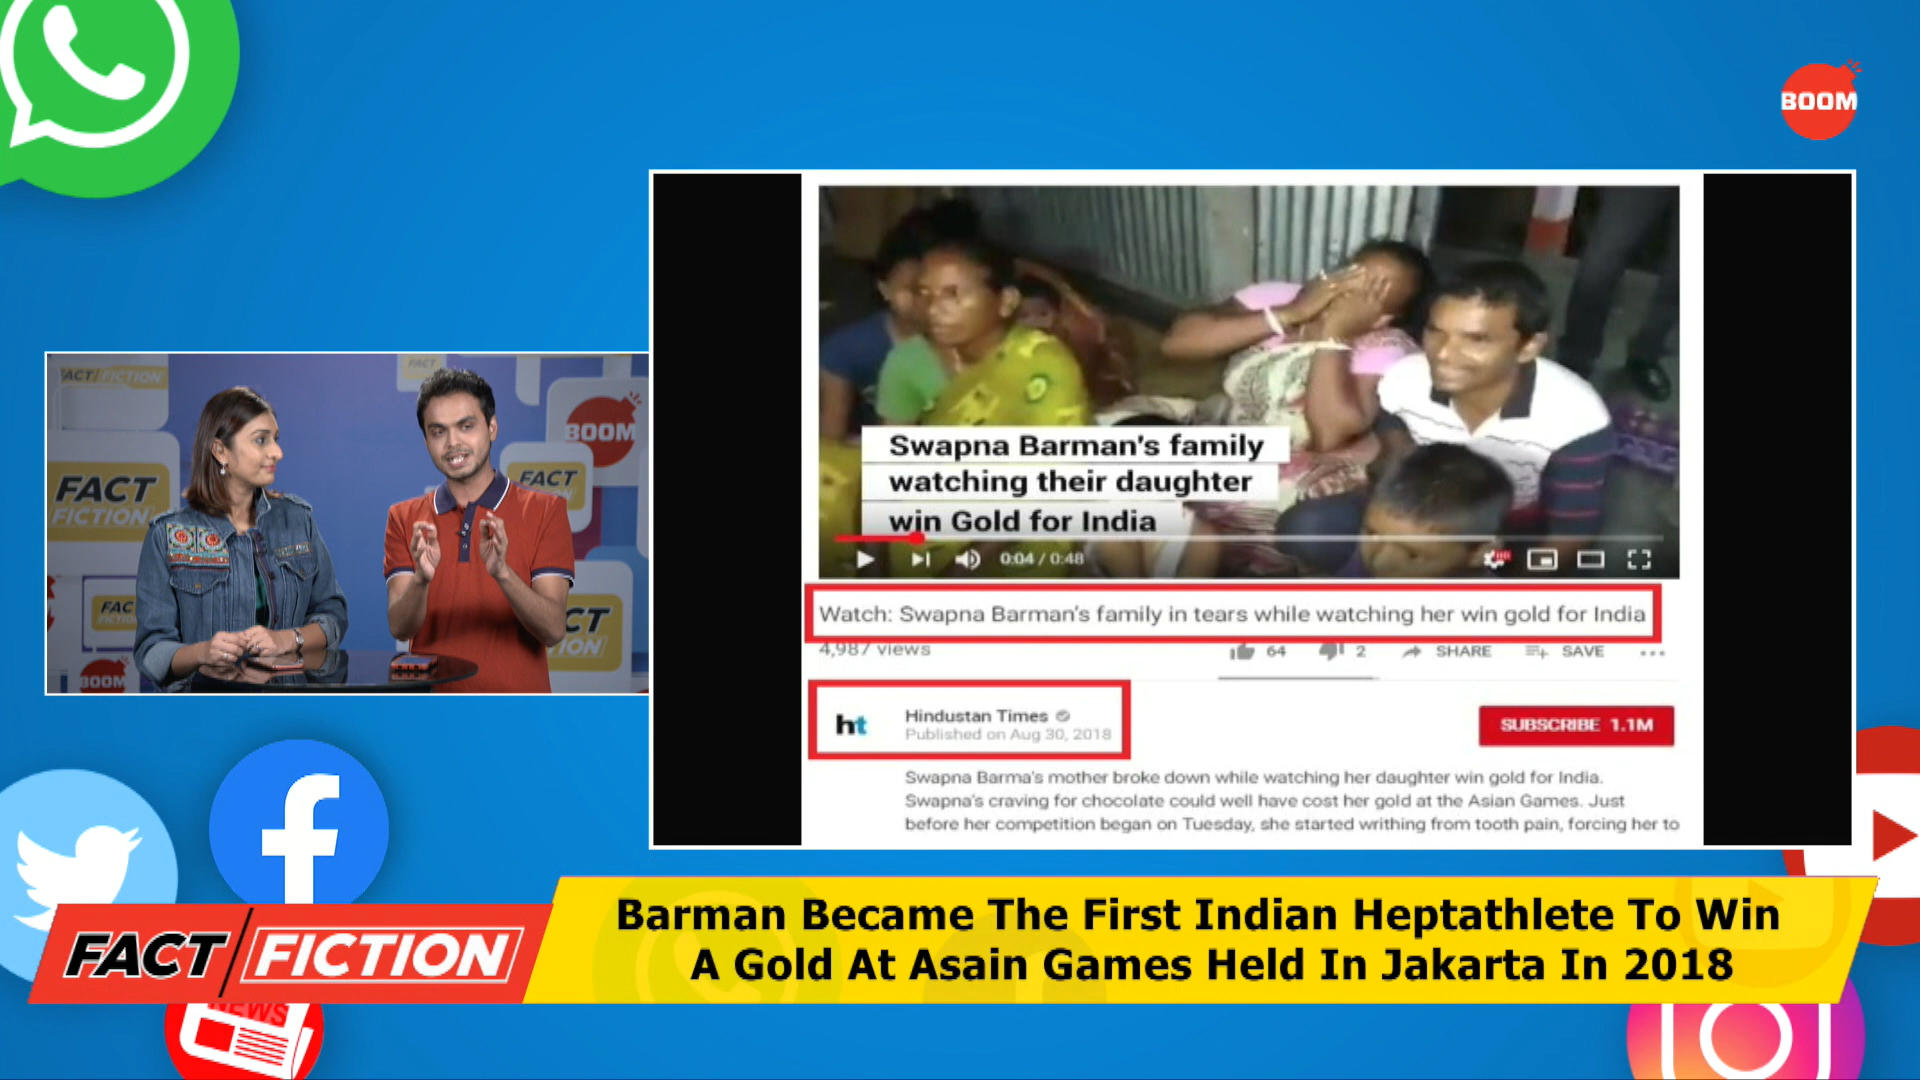 BOOM
Swapna Barman's family
watching their daughter
win Gold for India
0:04 / 0:48
Watch: Swapna Barman's family in tears while watching her win gold for India
4,987 views
64
2
SHARE
SAVE
ht
Hindustan Times
Published on Aug 30, 2018
SUBSCRIBE 1.1M
Swapna Barma's mother broke down while watching her daughter win gold for India.
Swapna's craving for chocolate could well have cost her gold at the Asian Games. Just
before her competition began on Tuesday, she started writhing from tooth pain, forcing her to
ACT/FICTION
FACT
BOOM
FACT
FICTION
FACT
FAC
CT
ION
BOOM
Barman Became The First Indian Heptathlete To Win
A Gold At Asain Games Held In Jakarta In 2018
FACT/FICTION
NEWS